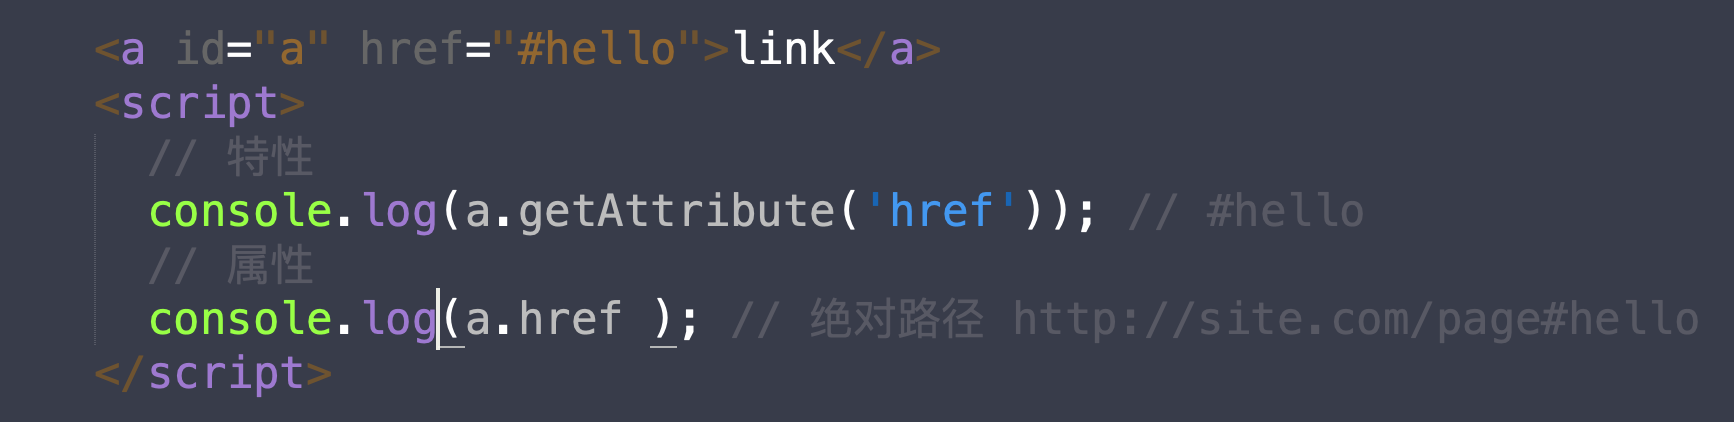 <a id="a" href="#hello">link</a>
<script>
// 特性
console.log(a.getAttribute('href')); // #hello
// 属性
console.log(a.href ); // 绝对路径 http://site.com/page#hello
</script>